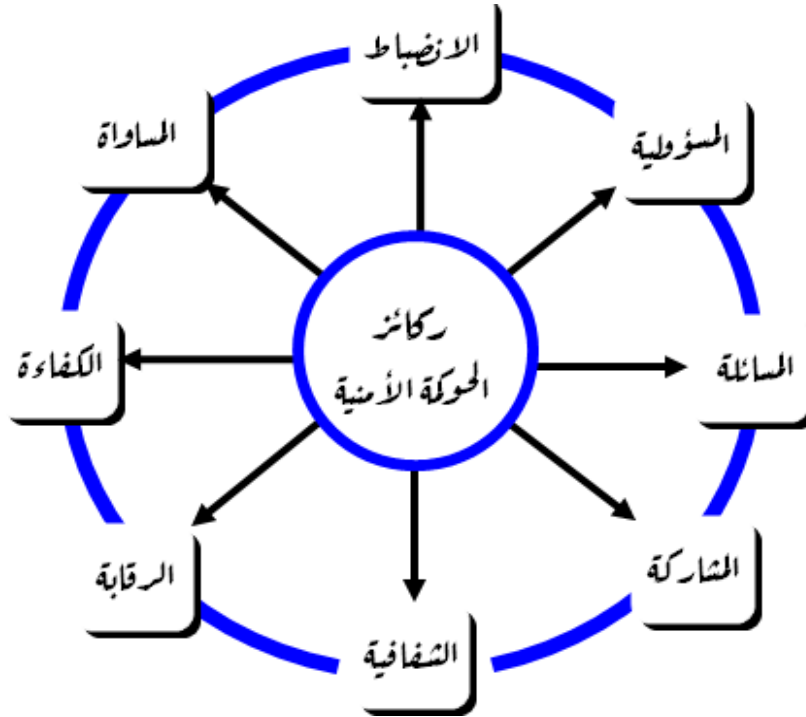 الانضباط
المسؤولية
المساواة
ركائز
الحوكمة الأمنية
المسائلة
الكفاءة
المشاركة
الرقابة
الشفافية